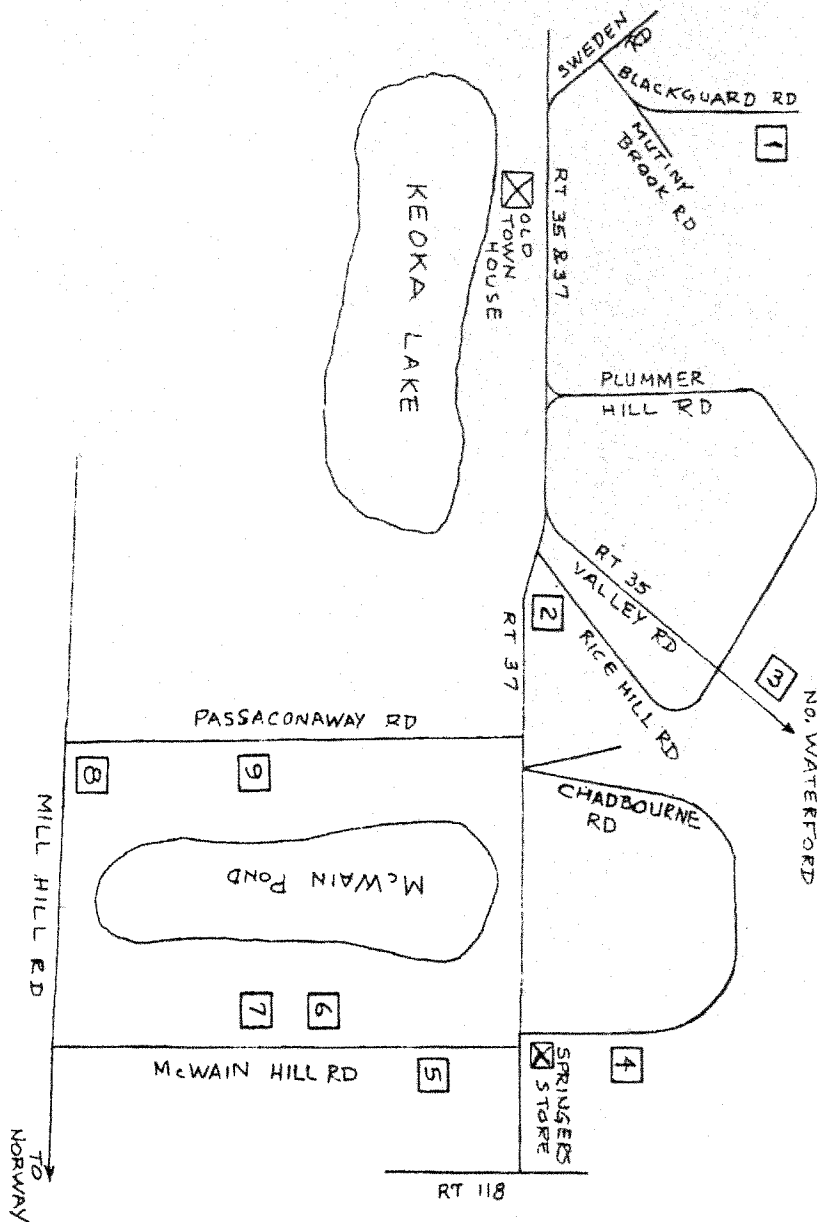 SWEDEN
RD
BLACKGUARD RD
1
MUTINY
BROOK RD
OLD
TOWN
HOUSE
RT 35 & 37
KEOKA LAKE
PLUMMER
HILL RD
RT 35
VALLEY RD
2
RICE HILL RD
3
NO. WATERFORD
RT 37
PASSACONAWAY RD
8
9
CHADBOURNE
RD
McWAIN POND
MILL HILL RD
7
6
McWAIN HILL RD
5
4
SPRINGERS
STORE
TO
NORWAY
RT 118